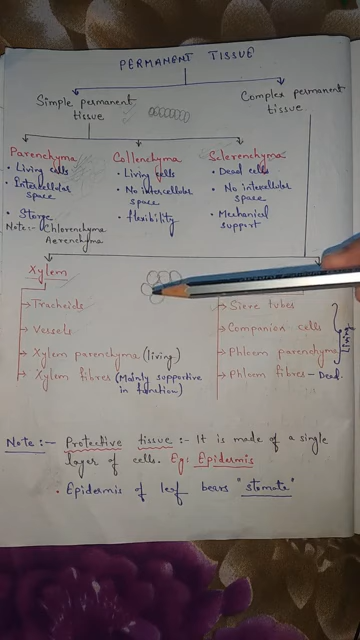 PERMANENT TISSUE
Simple permanent tissue
Complex permanent tissue
Parenchyma
• Living cells
• Intercellular space
• Storge
Note:- Chlorenchyma
Aerenchyma
Collenchyma
• Living cells
• No intercellular space
• flexibility
Sclerenchyma
• Dead cells
• No intercellular space
• Mechanical support
Xylem
→ Tracheids
→ Vessels
→ Xylem parenchyma (living)
→ Xylem fibres (Mainly supportive in function)
→ Sieve tubes
→ Companion cells
→ Phloem parenchyma
→ Phloem fibres - Dead.
Living
Note :- Protective tissue :- It is made of a single
layer of cells. Eg: Epidermis
• Epidermis of leaf bears "stomata"